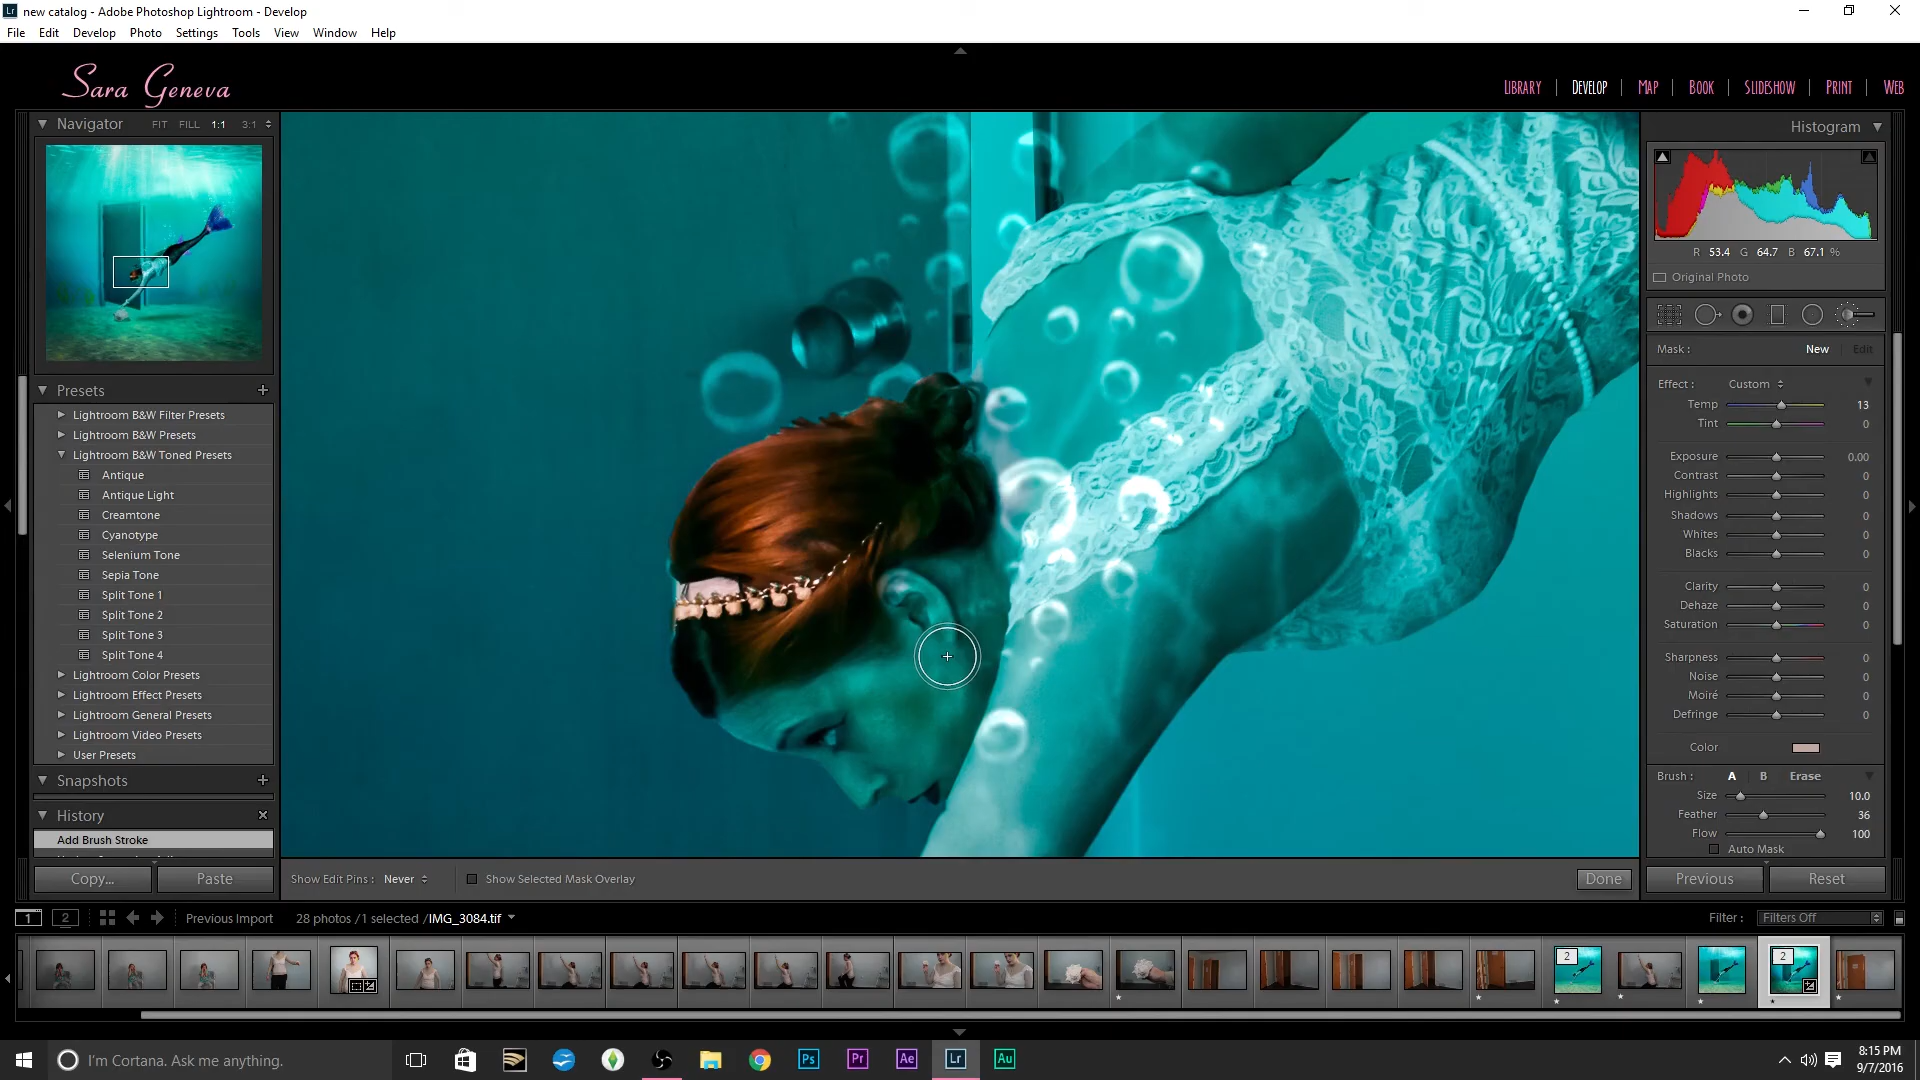 new catalog - Adobe Photoshop Lightroom - Develop
File Edit Develop Photo Settings Tools View Window Help
Sara Geneva
Library Develop Map Book Slideshow Print Web
Navigator FIT FILL 1:1 3:1
Histogram
R 53.4 G 64.7 B 67.1 %
Original Photo
Mask : New Edit
Effect : Custom
Temp 13
Tint 0
Exposure 0.00
Contrast 0
Highlights 0
Shadows 0
Whites 0
Blacks 0
Clarity 0
Dehaze 0
Saturation 0
Sharpness 0
Noise 0
Moiré 0
Defringe 0
Color
Brush : A B Erase
Size 10.0
Feather 36
Flow 100
Auto Mask
Previous Reset
Presets
Lightroom B&W Filter Presets
Lightroom B&W Presets
Lightroom B&W Toned Presets
Antique
Antique Light
Creamtone
Cyanotype
Selenium Tone
Sepia Tone
Split Tone 1
Split Tone 2
Split Tone 3
Split Tone 4
Lightroom Color Presets
Lightroom Effect Presets
Lightroom General Presets
Lightroom Video Presets
User Presets
Snapshots
History
Add Brush Stroke
Copy... Paste
Show Edit Pins : Never Show Selected Mask Overlay Done
1 2 Previous Import 28 photos /1 selected /IMG_3084.tif Filter : Filters Off
2 2
I'm Cortana. Ask me anything.
Ps Pr Ae Lr Au
8:15 PM
9/7/2016